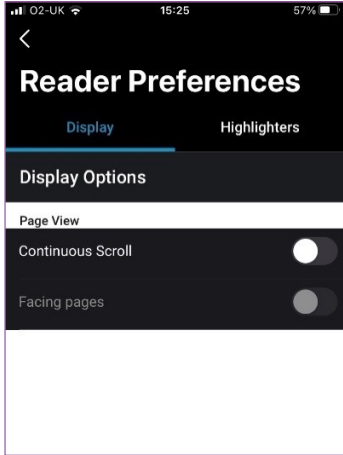 O2-UK 15:25 57%
Reader Preferences
Display Highlighters
Display Options
Page View
Continuous Scroll
Facing pages